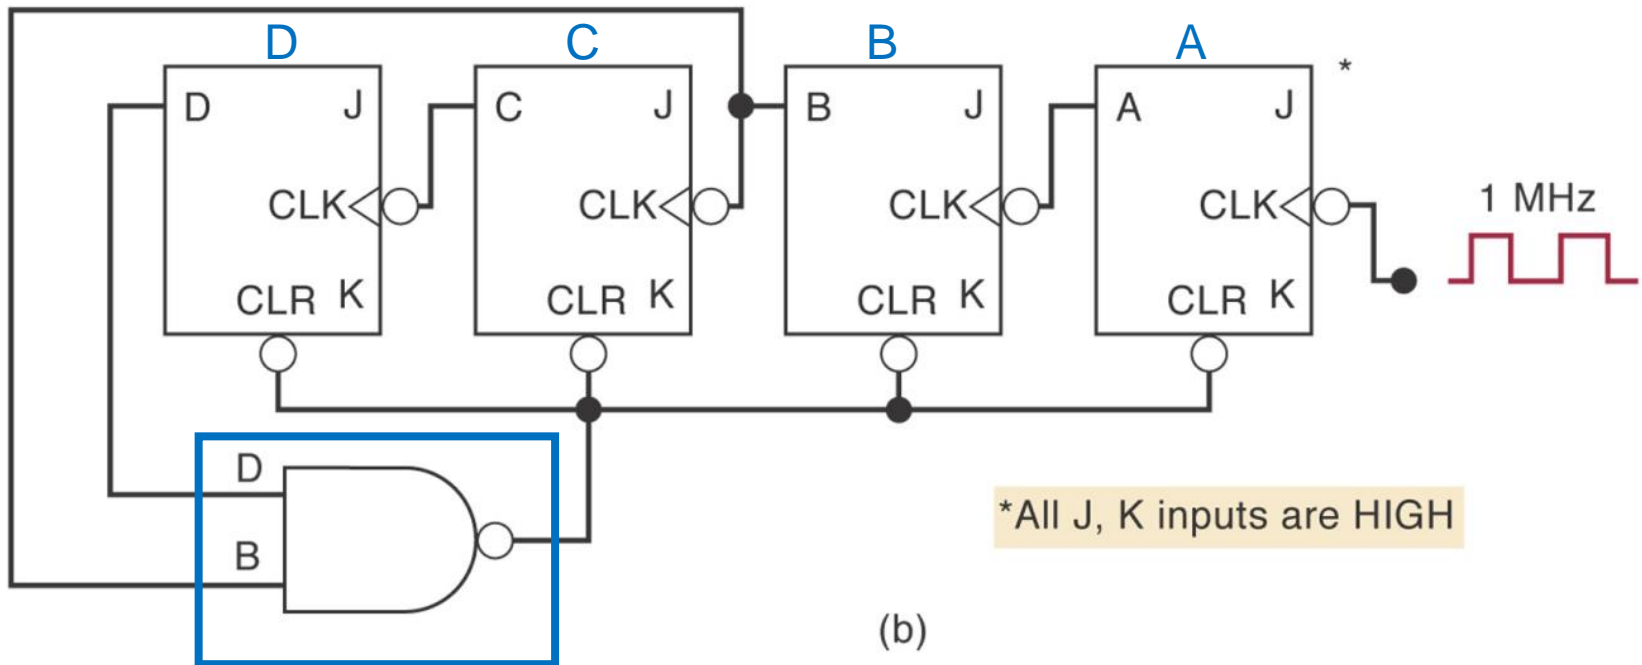 D C B A
*
D J C J B J A J
CLK CLK CLK CLK
1 MHz
CLR K CLR K CLR K CLR K
D
B
*All J, K inputs are HIGH
(b)